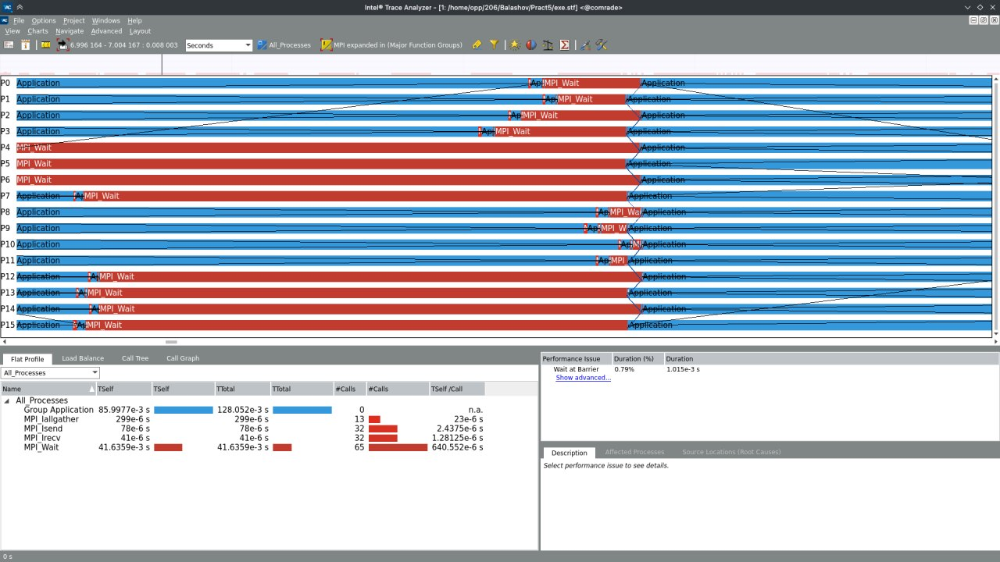 Intel® Trace Analyzer - [1: /home/opp/206/Balashov/Pract5/exe.stf] <@comrade>
File Options Project Windows Help
View Charts Navigate Advanced Layout
6.996 164 - 7.004 167 : 0.008 003 Seconds All_Processes MPI expanded in (Major Function Groups)
P0 Application Ap MPI_Wait Application
P1 Application Ap MPI_Wait Application
P2 Application Ap MPI_Wait Application
P3 Application Ap MPI_Wait Application
P4 MPI_Wait Application
P5 MPI_Wait Application
P6 MPI_Wait Application
P7 Application A MPI_Wait Application
P8 Application Ap MPI_Wa Application
P9 Application Ap MPI_W Application
P10 Application Ap M Application
P11 Application Ap MPI_ Application
P12 Application A MPI_Wait Application
P13 Application A MPI_Wait Application
P14 Application A MPI_Wait Application
P15 Application A MPI_Wait Application
Flat Profile Load Balance Call Tree Call Graph
All_Processes
Name TSelf TSelf TTotal TTotal #Calls #Calls TSelf /Call
All_Processes
Group Application 85.9977e-3 s 128.052e-3 s 0 n.a.
MPI_Iallgather 299e-6 s 299e-6 s 13 23e-6 s
MPI_Isend 78e-6 s 78e-6 s 32 2.4375e-6 s
MPI_Irecv 41e-6 s 41e-6 s 32 1.28125e-6 s
MPI_Wait 41.6359e-3 s 41.6359e-3 s 65 640.552e-6 s
Performance Issue Duration (%) Duration
Wait at Barrier 0.79% 1.015e-3 s
Show advanced...
Description Affected Processes Source Locations (Root Causes)
Select performance issue to see details.
0 s